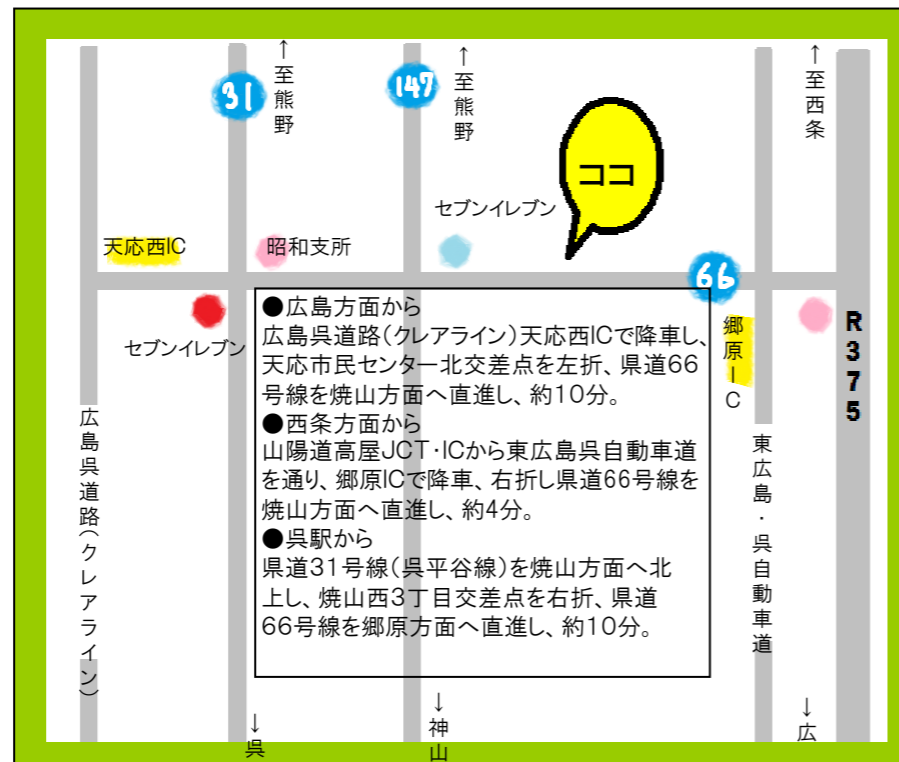 ↑至熊野
↑至熊野
↑至西条
31
147
ココ
セブンイレブン
天応西IC
昭和支所
66
セブンイレブン
●広島方面から
広島呉道路(クレアライン)天応西ICで降車し、
天応市民センター北交差点を左折、県道66
号線を焼山方面へ直進し、約10分。
●西条方面から
山陽道高屋JCT・ICから東広島呉自動車道
を通り、郷原ICで降車、右折し県道66号線を
焼山方面へ直進し、約4分。
●呉駅から
県道31号線(呉平谷線)を焼山方面へ北
上し、焼山西3丁目交差点を右折、県道
66号線を郷原方面へ直進し、約10分。
郷原IC
R375
広島呉道路(クレアライン)
東広島・呉自動車道
↓呉
↓神山
↓広